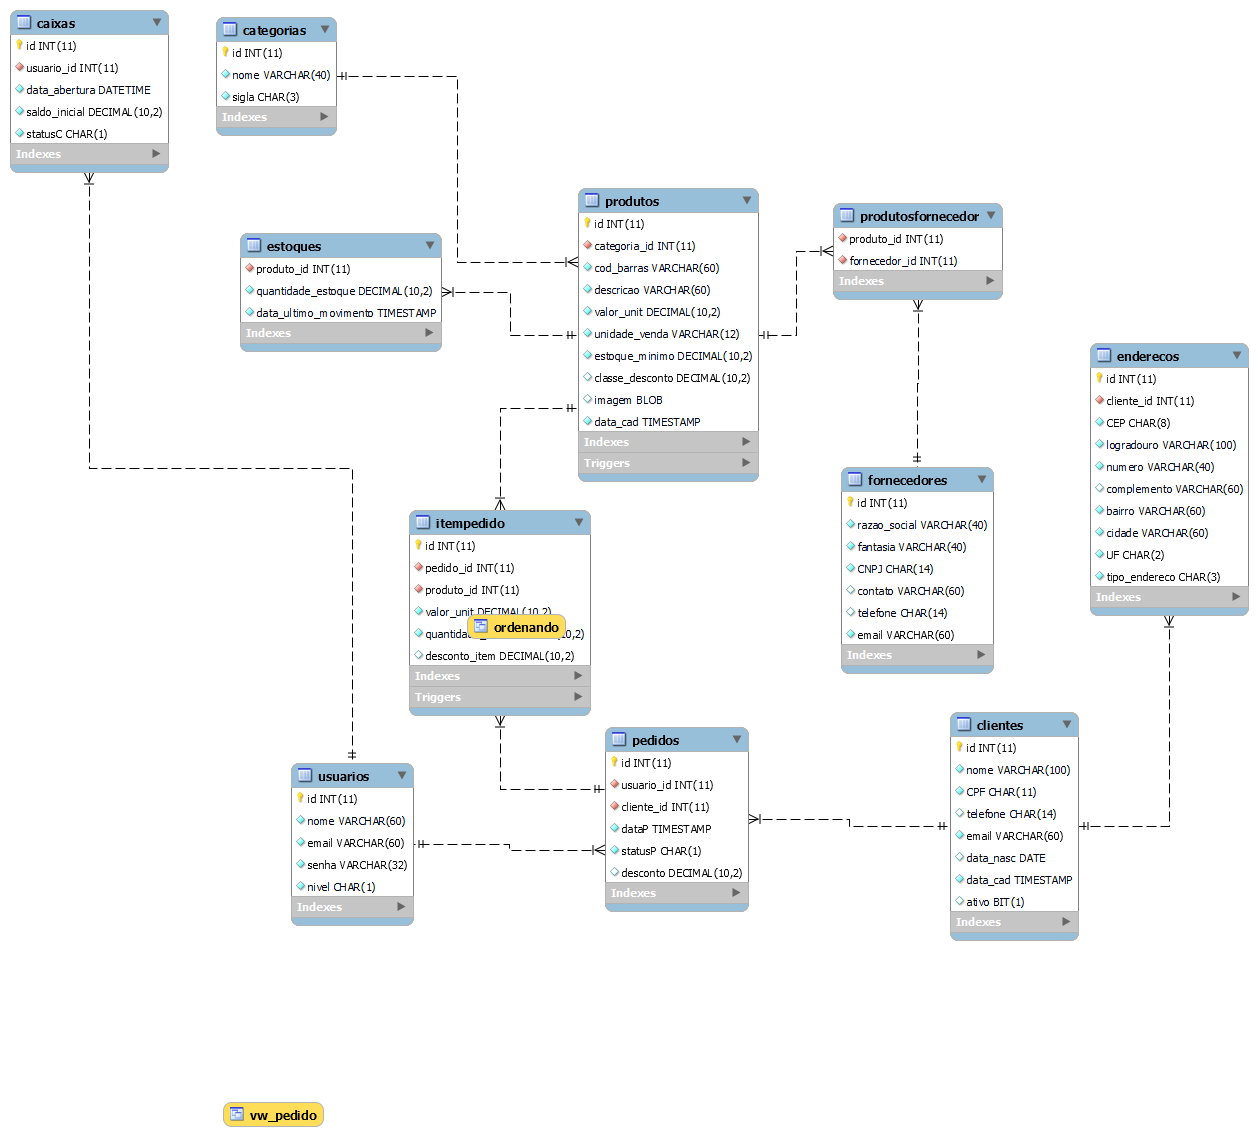 caixas
id INT(11)
usuario_id INT(11)
data_abertura DATETIME
saldo_inicial DECIMAL(10,2)
statusC CHAR(1)
Indexes
categorias
id INT(11)
nome VARCHAR(40)
sigla CHAR(3)
Indexes
estoques
produto_id INT(11)
quantidade_estoque DECIMAL(10,2)
data_ultimo_movimento TIMESTAMP
Indexes
produtos
id INT(11)
categoria_id INT(11)
cod_barras VARCHAR(60)
descricao VARCHAR(60)
valor_unit DECIMAL(10,2)
unidade_venda VARCHAR(12)
estoque_minimo DECIMAL(10,2)
classe_desconto DECIMAL(10,2)
imagem BLOB
data_cad TIMESTAMP
Indexes
Triggers
produtosfornecedor
produto_id INT(11)
fornecedor_id INT(11)
Indexes
enderecos
id INT(11)
cliente_id INT(11)
CEP CHAR(8)
logradouro VARCHAR(100)
numero VARCHAR(40)
complemento VARCHAR(60)
bairro VARCHAR(60)
cidade VARCHAR(60)
UF CHAR(2)
tipo_endereco CHAR(3)
Indexes
fornecedores
id INT(11)
razao_social VARCHAR(40)
fantasia VARCHAR(40)
CNPJ CHAR(14)
contato VARCHAR(60)
telefone CHAR(14)
email VARCHAR(60)
Indexes
itempedido
id INT(11)
pedido_id INT(11)
produto_id INT(11)
valor_unit DECIMAL(10,2)
ordenando
10,2)
desconto_item DECIMAL(10,2)
Indexes
Triggers
usuarios
id INT(11)
nome VARCHAR(60)
email VARCHAR(60)
senha VARCHAR(32)
nivel CHAR(1)
Indexes
pedidos
id INT(11)
usuario_id INT(11)
cliente_id INT(11)
dataP TIMESTAMP
statusP CHAR(1)
desconto DECIMAL(10,2)
Indexes
clientes
id INT(11)
nome VARCHAR(100)
CPF CHAR(11)
telefone CHAR(14)
email VARCHAR(60)
data_nasc DATE
data_cad TIMESTAMP
ativo BIT(1)
Indexes
vw_pedido